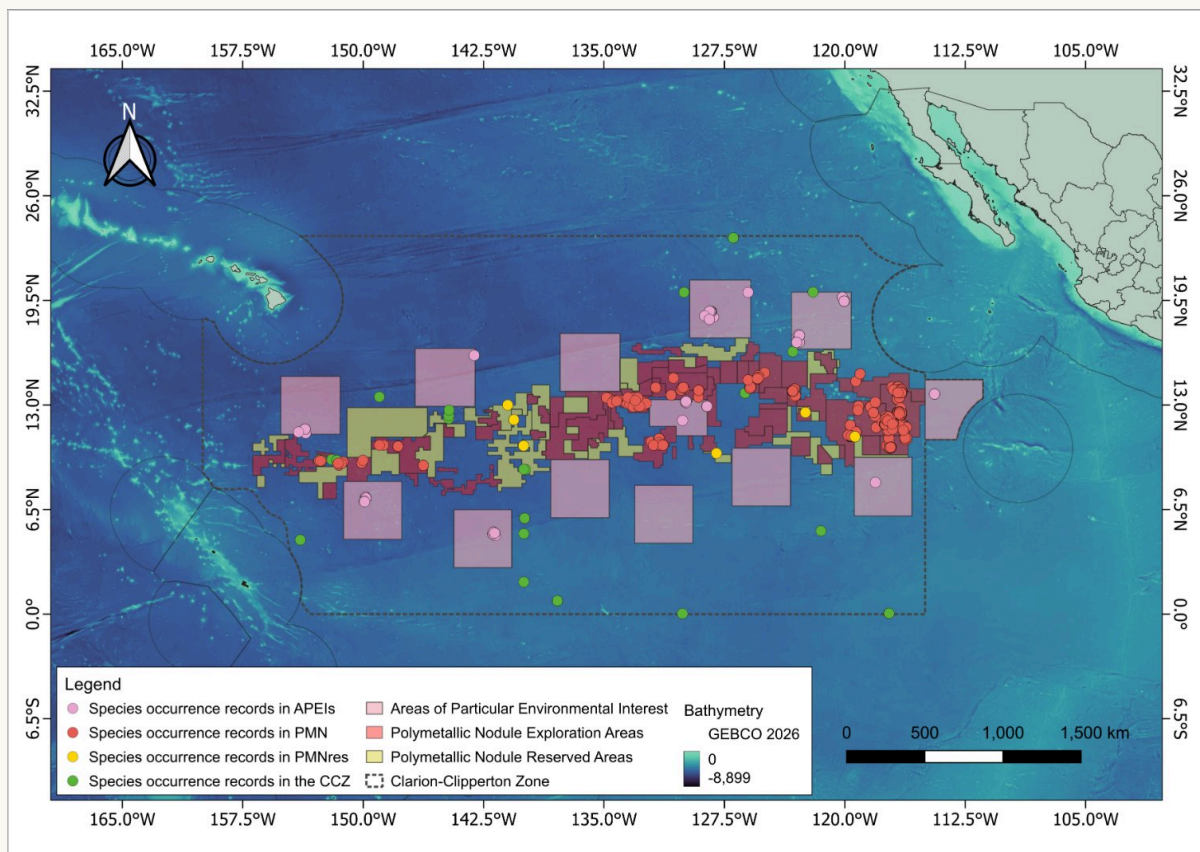 165.0°W 157.5°W 150.0°W 142.5°W 135.0°W 127.5°W 120.0°W 112.5°W 105.0°W
32.5°N 32.5°N
N
26.0°N 26.0°N
19.5°N 19.5°N
13.0°N 13.0°N
6.5°N 6.5°N
0.0° 0.0°
6.5°S 6.5°S
Legend
Species occurrence records in APEIs
Species occurrence records in PMN
Species occurrence records in PMNres
Species occurrence records in the CCZ
Areas of Particular Environmental Interest
Polymetallic Nodule Exploration Areas
Polymetallic Nodule Reserved Areas
Clarion-Clipperton Zone
Bathymetry
GEBCO 2026
0
-8,899
0 500 1,000 1,500 km
165.0°W 157.5°W 150.0°W 142.5°W 135.0°W 127.5°W 120.0°W 112.5°W 105.0°W